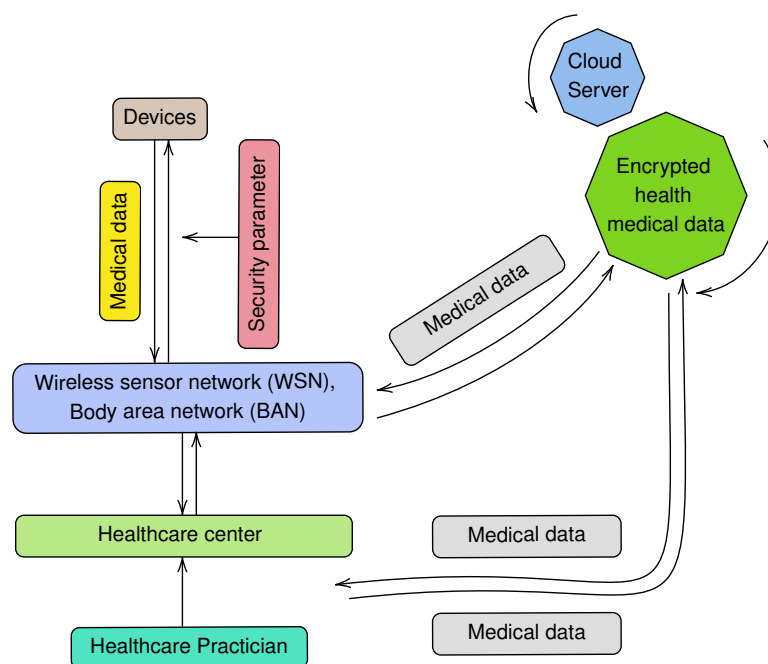 Cloud
Server
Devices
Encrypted
health
medical data
Medical data
Security parameter
Medical data
Wireless sensor network (WSN),
Body area network (BAN)
Healthcare center
Medical data
Medical data
Healthcare Practician